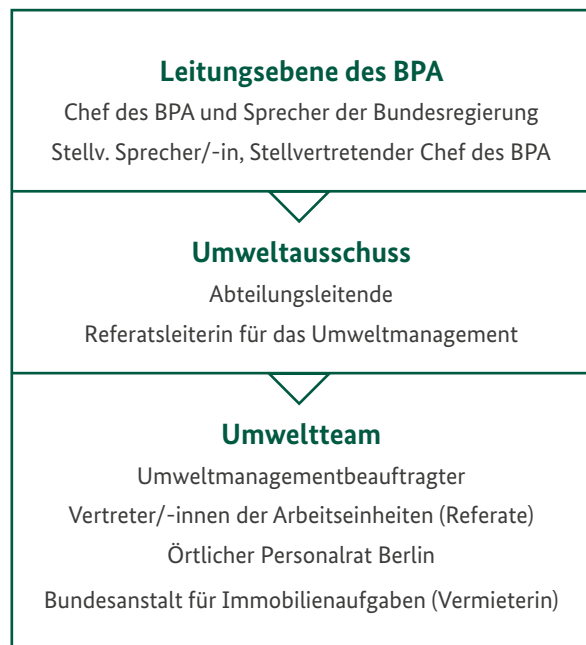 Leitungsebene des BPA
Chef des BPA und Sprecher der Bundesregierung
Stellv. Sprecher/-in, Stellvertretender Chef des BPA
Umweltausschuss
Abteilungsleitende
Referatsleiterin für das Umweltmanagement
Umweltteam
Umweltmanagementbeauftragter
Vertreter/-innen der Arbeitseinheiten (Referate)
Örtlicher Personalrat Berlin
Bundesanstalt für Immobilienaufgaben (Vermieterin)